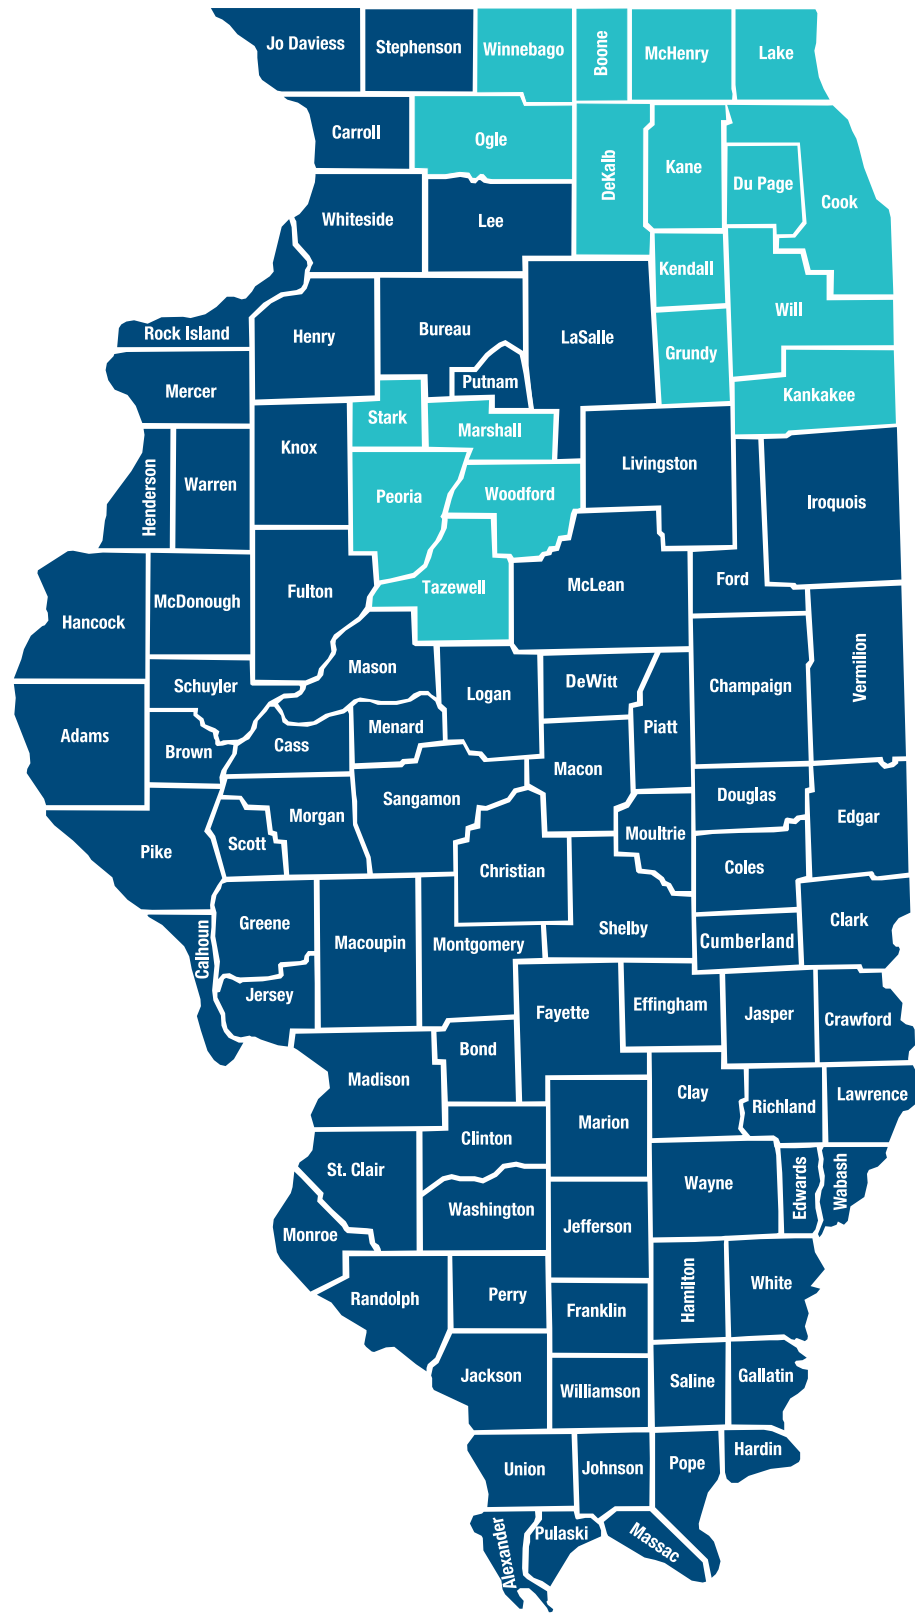 Jo Daviess
Stephenson
Winnebago
Boone
McHenry
Lake
Carroll
Ogle
DeKalb
Kane
Du Page
Cook
Whiteside
Lee
Kendall
Rock Island
Henry
Bureau
LaSalle
Will
Grundy
Mercer
Putnam
Kankakee
Stark
Marshall
Knox
Henderson
Warren
Peoria
Woodford
Livingston
Iroquois
Hancock
McDonough
Fulton
Tazewell
McLean
Ford
Vermilion
Schuyler
Mason
Logan
DeWitt
Champaign
Adams
Brown
Cass
Menard
Piatt
Macon
Sangamon
Douglas
Pike
Scott
Morgan
Moultrie
Edgar
Christian
Coles
Calhoun
Greene
Macoupin
Montgomery
Shelby
Cumberland
Clark
Jersey
Fayette
Effingham
Jasper
Crawford
Bond
Madison
Clay
Richland
Lawrence
Marion
Clinton
St. Clair
Wayne
Edwards
Wabash
Washington
Monroe
Jefferson
Randolph
Perry
Franklin
Hamilton
White
Jackson
Williamson
Saline
Gallatin
Union
Johnson
Pope
Hardin
Alexander
Pulaski
Massac